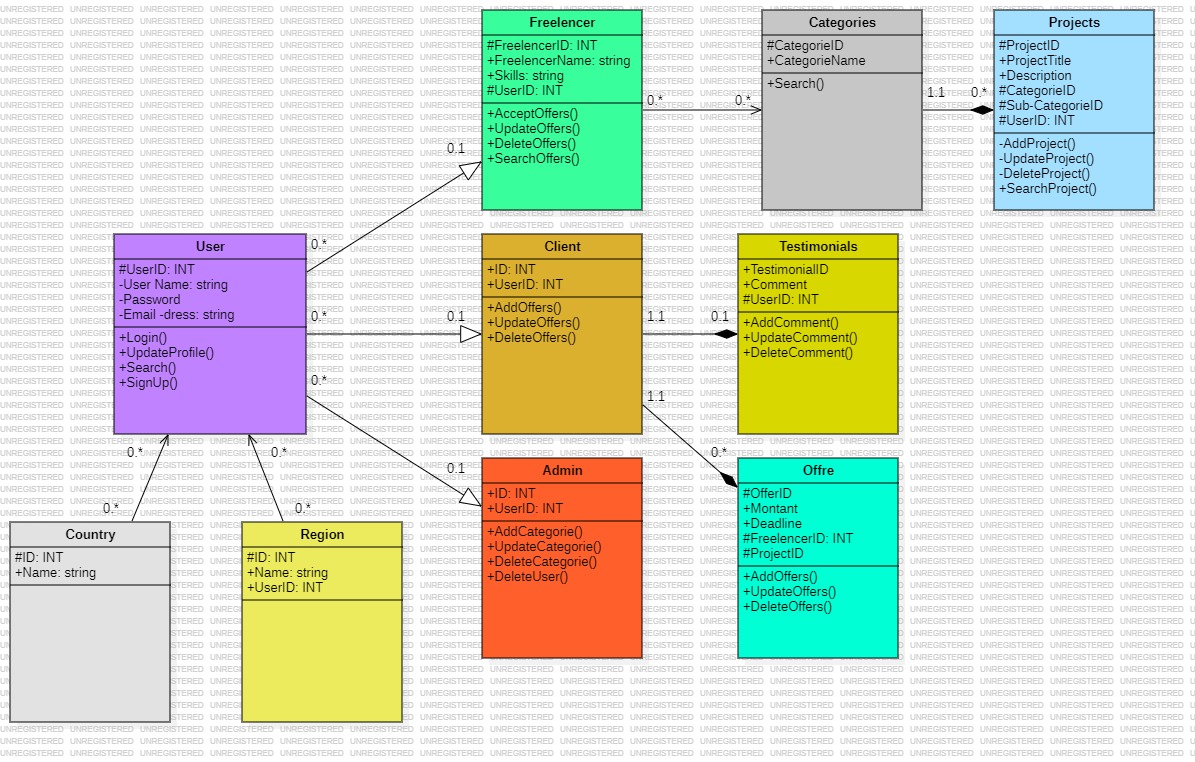 Freelencer
#FreelencerID: INT
+FreelencerName: string
+Skills: string
#UserID: INT
+AcceptOffers()
+UpdateOffers()
+DeleteOffers()
+SearchOffers()
0.*
0.*
Categories
#CategorieID
+CategorieName
+Search()
1.1
0.*
Projects
#ProjectID
+ProjectTitle
+Description
#CategorieID
#Sub-CategorieID
#UserID: INT
-AddProject()
-UpdateProject()
-DeleteProject()
+SearchProject()
User
#UserID: INT
-User Name: string
-Password
-Email -dress: string
+Login()
+UpdateProfile()
+Search()
+SignUp()
0.*
0.1
0.*
0.1
0.*
0.1
Client
+ID: INT
+UserID: INT
+AddOffers()
+UpdateOffers()
+DeleteOffers()
1.1
0.1
1.1
0.*
Testimonials
+TestimonialID
+Comment
#UserID: INT
+AddComment()
+UpdateComment()
+DeleteComment()
Admin
+ID: INT
+UserID: INT
+AddCategorie()
+UpdateCategorie()
+DeleteCategorie()
+DeleteUser()
Offre
#OfferID
+Montant
+Deadline
#FreelencerID: INT
#ProjectID
+AddOffers()
+UpdateOffers()
+DeleteOffers()
0.*
0.*
0.*
0.*
Country
#ID: INT
+Name: string
Region
#ID: INT
+Name: string
+UserID: INT
UNREGISTERED